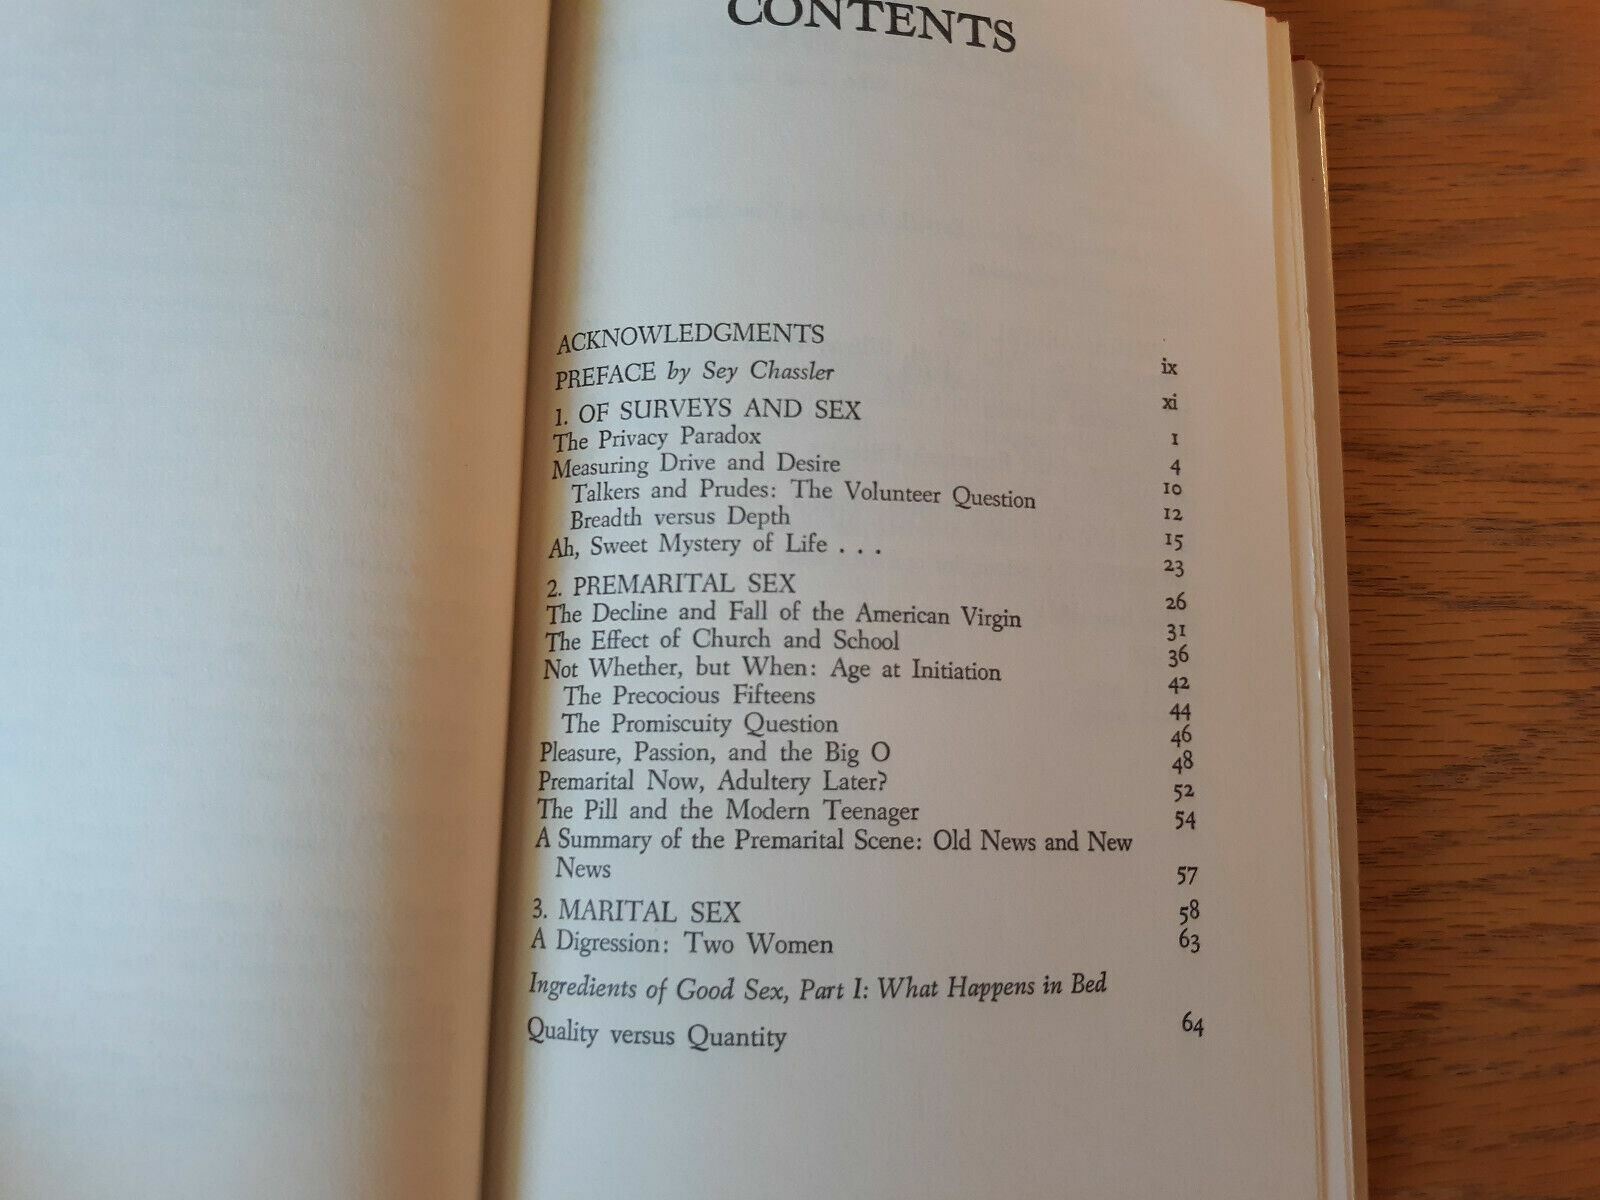 CONTENTS
ACKNOWLEDGMENTS ix
PREFACE by Sey Chassler xi
1. OF SURVEYS AND SEX 1
The Privacy Paradox 4
Measuring Drive and Desire 10
Talkers and Prudes: The Volunteer Question 12
Breadth versus Depth 15
Ah, Sweet Mystery of Life . . . 23
2. PREMARITAL SEX 26
The Decline and Fall of the American Virgin 31
The Effect of Church and School 36
Not Whether, but When: Age at Initiation 42
The Precocious Fifteens 44
The Promiscuity Question 46
Pleasure, Passion, and the Big O 48
Premarital Now, Adultery Later? 52
The Pill and the Modern Teenager 54
A Summary of the Premarital Scene: Old News and New
News 57
3. MARITAL SEX 58
A Digression: Two Women 63
Ingredients of Good Sex, Part I: What Happens in Bed
Quality versus Quantity 64